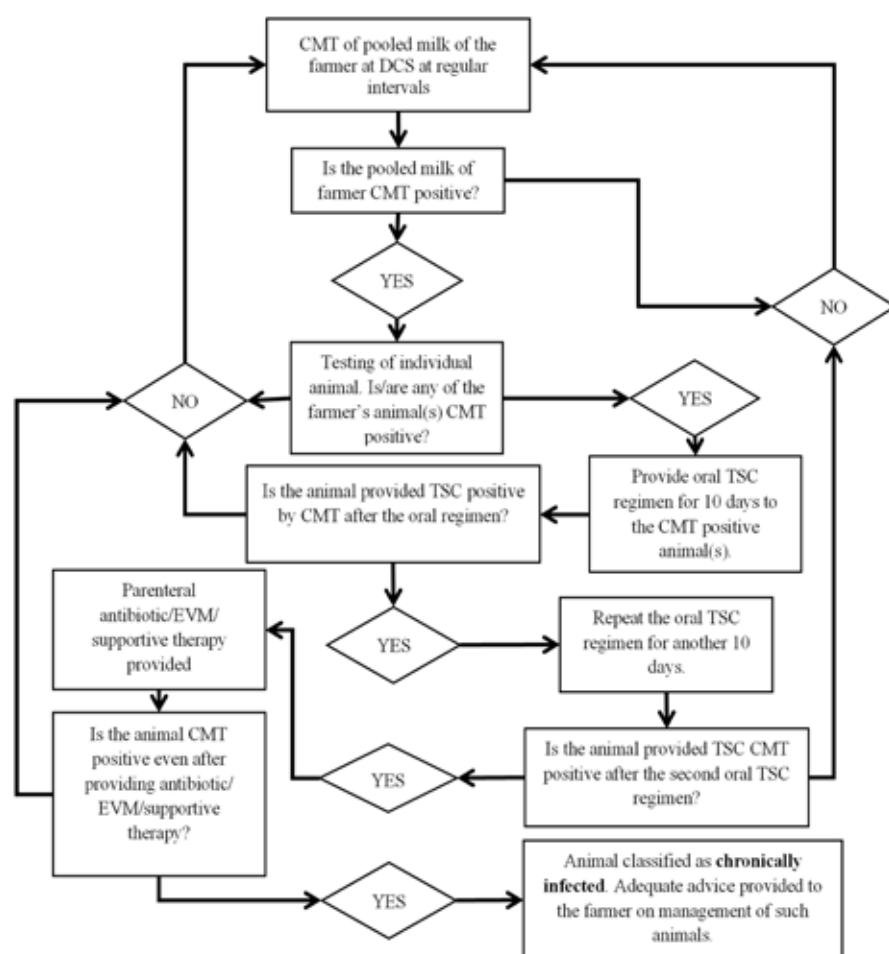 CMT of pooled milk of the
farmer at DCS at regular
intervals
Is the pooled milk of
farmer CMT positive?
YES
NO
Testing of individual
animal. Is/are any of the
farmer's animal(s) CMT
positive?
NO
YES
Provide oral TSC
regimen for 10 days to
the CMT positive
animal(s).
Is the animal provided TSC positive
by CMT after the oral regimen?
YES
Repeat the oral TSC
regimen for another 10
days.
Is the animal provided TSC CMT
positive after the second oral TSC
regimen?
YES
Parenteral
antibiotic/EVM/
supportive therapy
provided
Is the animal CMT
positive even after
providing antibiotic/
EVM/supportive
therapy?
YES
Animal classified as chronically
infected. Adequate advice provided to
the farmer on management of such
animals.